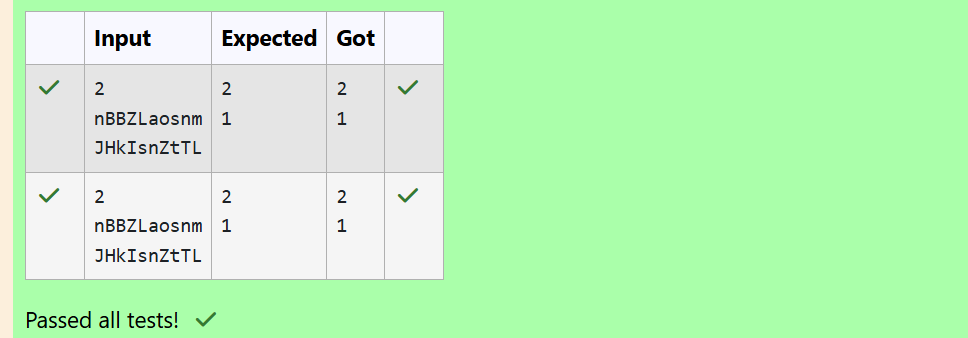 Input Expected Got
2 2 2
nBBZLaosnm 1 1
JHkIsnZtTL
2 2 2
nBBZLaosnm 1 1
JHkIsnZtTL
Passed all tests!